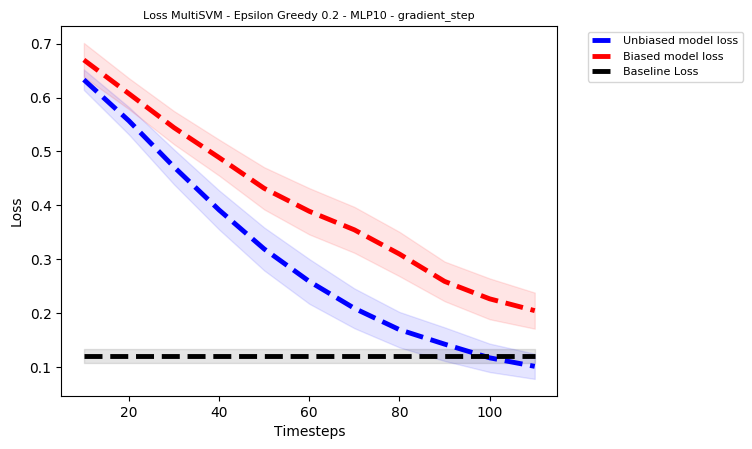 Loss MultiSVM - Epsilon Greedy 0.2 - MLP10 - gradient_step
Unbiased model loss
Biased model loss
Baseline Loss
Loss
0.7
0.6
0.5
0.4
0.3
0.2
0.1
20 40 60 80 100
Timesteps